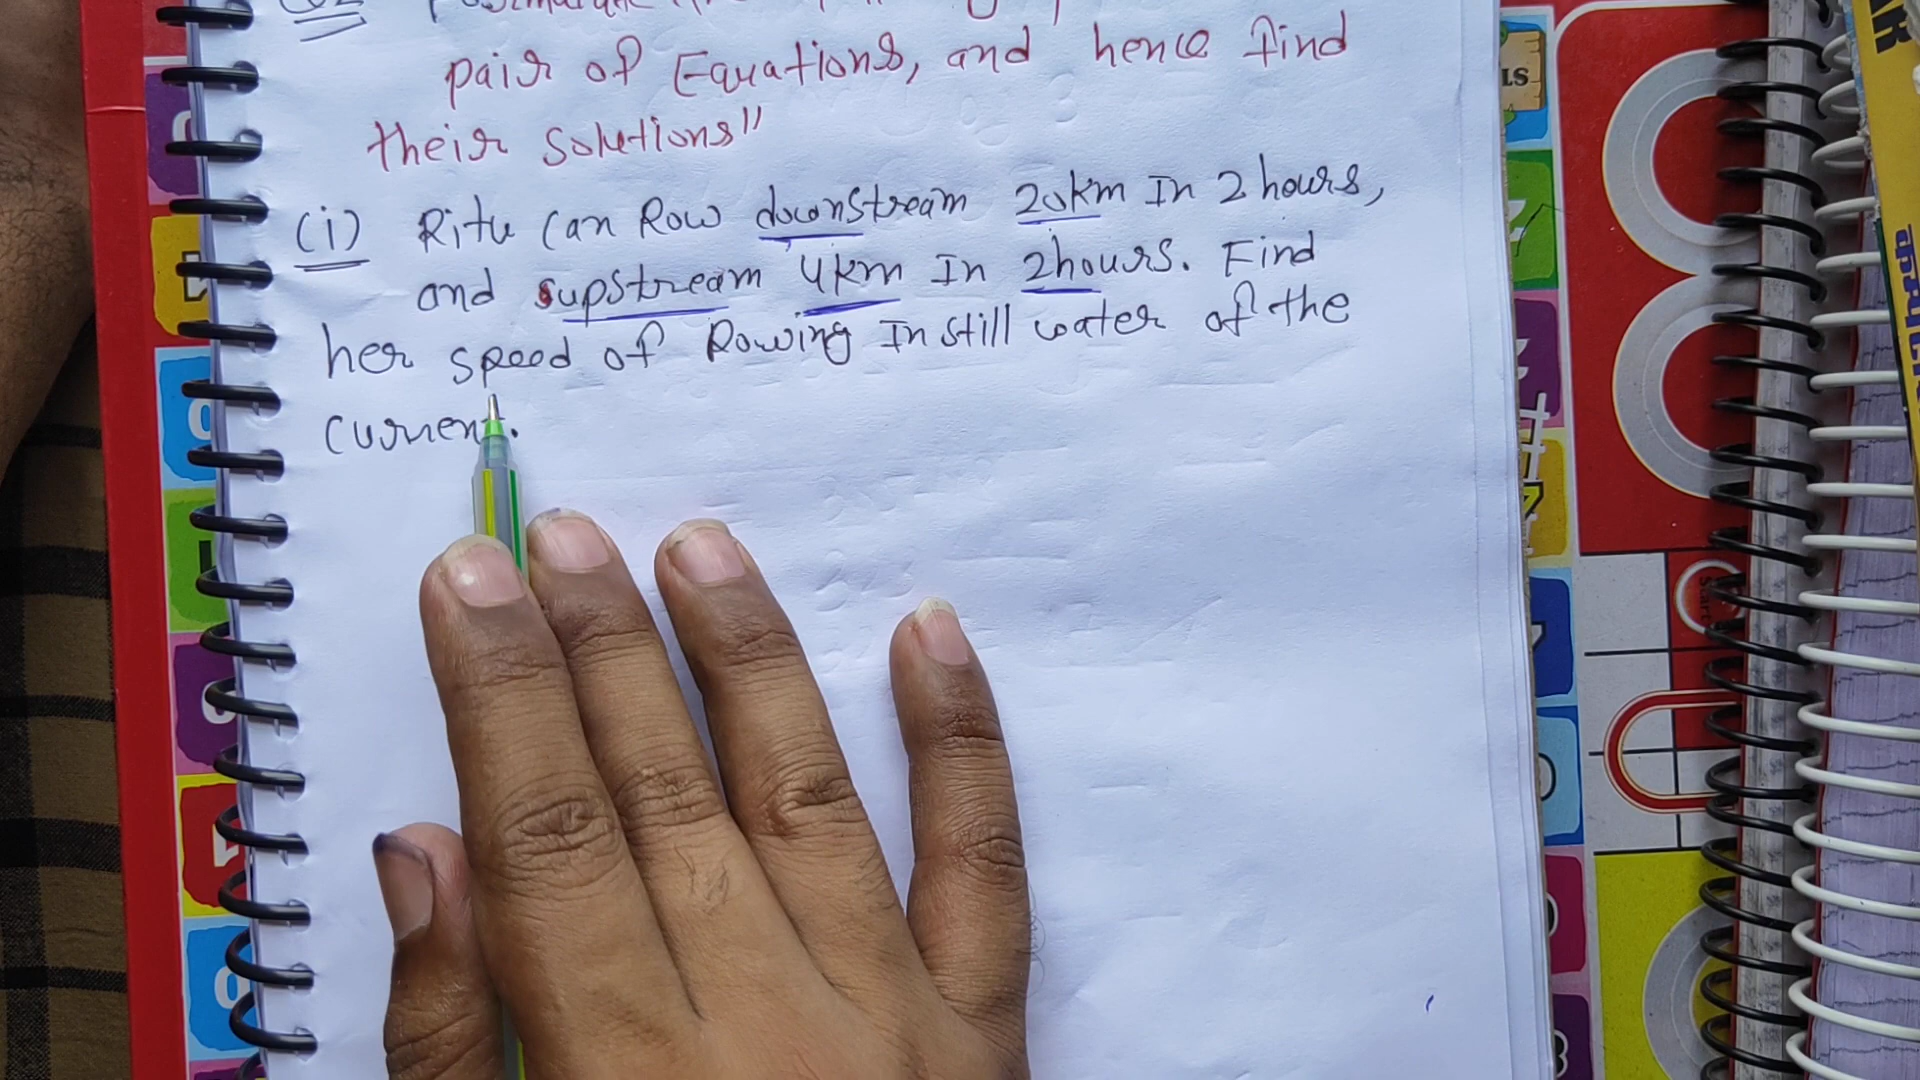 pair of Equations, and hence find
their solutions"
(i) Ritu can Row downstream 20km In 2 hours,
and supstream 4km In 2hours. Find
her speed of Rowing In still water of the
current.
LS